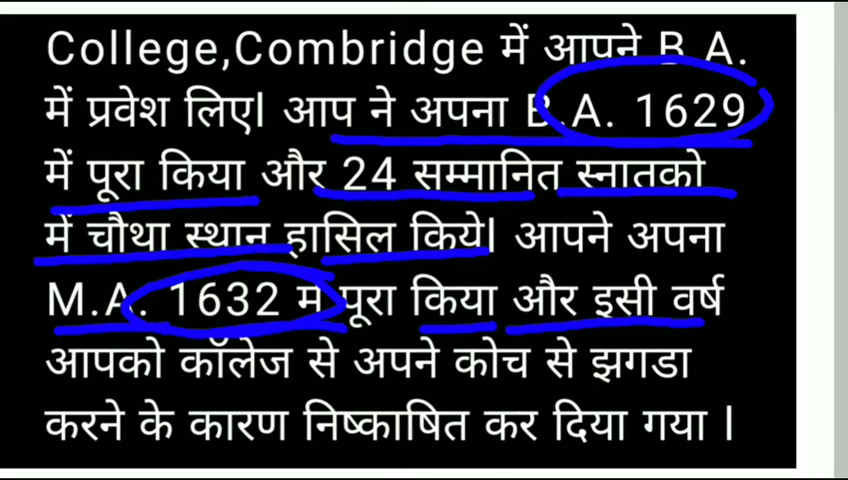 College,Combridge में आपने B.A.
में प्रवेश लिए। आप ने अपना B.A. 1629
में पूरा किया और 24 सम्मानित स्नातको
में चौथा स्थान हासिल किये। आपने अपना
M.A. 1632 में पूरा किया और इसी वर्ष
आपको कॉलेज से अपने कोच से झगडा
करने के कारण निष्काषित कर दिया गया ।